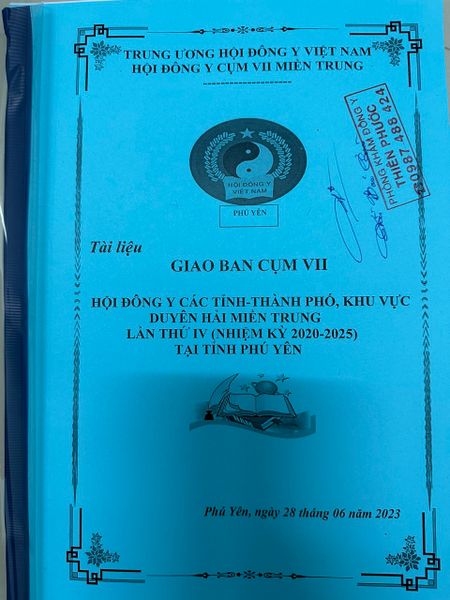 TRUNG ƯƠNG HỘI ĐÔNG Y VIỆT NAM
HỘI ĐÔNG Y CỤM VII MIỀN TRUNG
HỘI ĐÔNG Y
VIỆT NAM
PHÚ YÊN
PHÒNG KHÁM ĐÔNG Y
THIÊN PHƯỚC
0987 488 424
Tài liệu
GIAO BAN CỤM VII
HỘI ĐÔNG Y CÁC TỈNH-THÀNH PHỐ, KHU VỰC
DUYÊN HẢI MIỀN TRUNG
LẦN THỨ IV (NHIỆM KỲ 2020-2025)
TẠI TỈNH PHÚ YÊN
Phú Yên, ngày 28 tháng 06 năm 2023